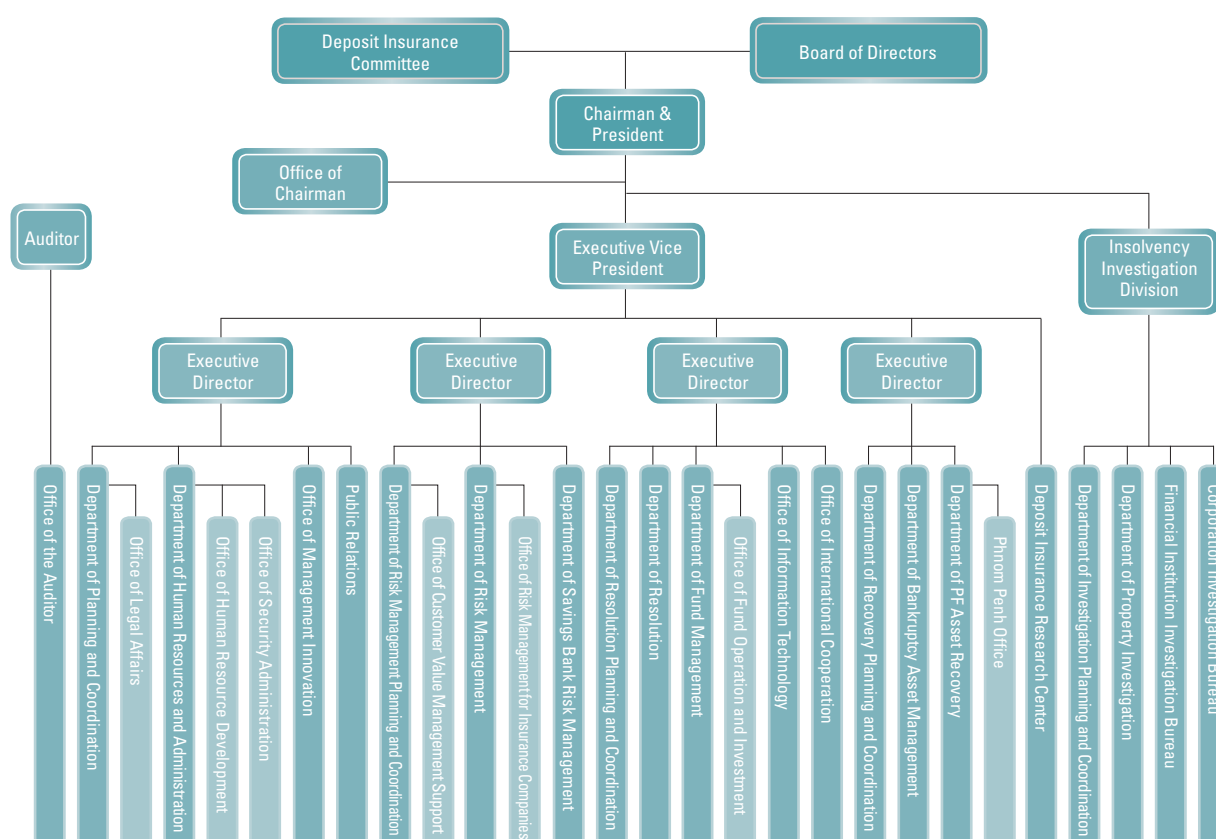 Deposit Insurance
Committee
Board of Directors
Chairman &
President
Office of
Chairman
Auditor
Executive Vice
President
Insolvency
Investigation
Division
Executive
Director
Executive
Director
Executive
Director
Executive
Director
Office of the Auditor
Department of Planning and Coordination
Office of Legal Affairs
Department of Human Resources and Administration
Office of Human Resource Development
Office of Security Administration
Office of Management Innovation
Public Relations
Department of Risk Management Planning and Coordination
Office of Customer Value Management Support
Department of Risk Management
Office of Risk Management for Insurance Companies
Department of Savings Bank Risk Management
Department of Resolution Planning and Coordination
Department of Resolution
Department of Fund Management
Office of Fund Operation and Investment
Office of Information Technology
Office of International Cooperation
Department of Recovery Planning and Coordination
Department of Bankruptcy Asset Management
Department of PF Asset Recovery
Phnom Penh Office
Deposit Insurance Research Center
Department of Investigation Planning and Coordination
Department of Property Investigation
Financial Institution Investigation Bureau
Corporation Investigation Bureau